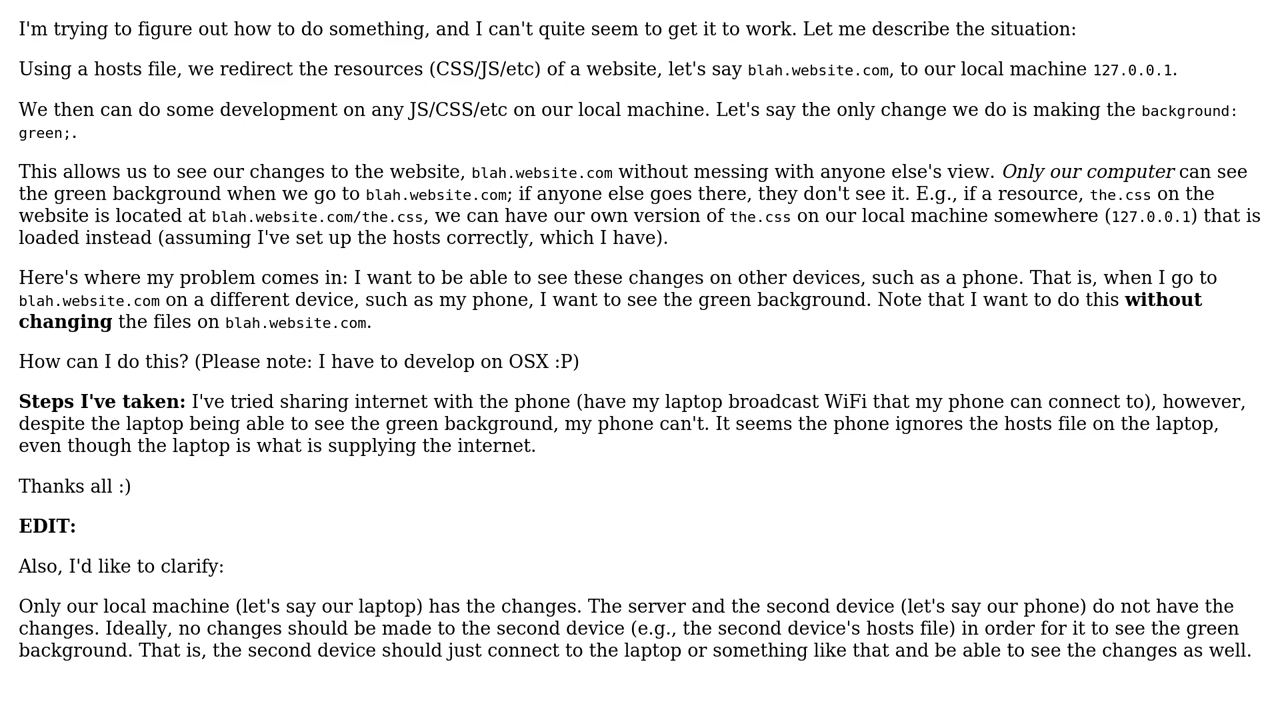 I'm trying to figure out how to do something, and I can't quite seem to get it to work. Let me describe the situation:
Using a hosts file, we redirect the resources (CSS/JS/etc) of a website, let's say blah.website.com, to our local machine 127.0.0.1.
We then can do some development on any JS/CSS/etc on our local machine. Let's say the only change we do is making the background:
green;.
This allows us to see our changes to the website, blah.website.com without messing with anyone else's view. Only our computer can see
the green background when we go to blah.website.com; if anyone else goes there, they don't see it. E.g., if a resource, the.css on the
website is located at blah.website.com/the.css, we can have our own version of the.css on our local machine somewhere (127.0.0.1) that is
loaded instead (assuming I've set up the hosts correctly, which I have).
Here's where my problem comes in: I want to be able to see these changes on other devices, such as a phone. That is, when I go to
blah.website.com on a different device, such as my phone, I want to see the green background. Note that I want to do this without
changing the files on blah.website.com.
How can I do this? (Please note: I have to develop on OSX :P)
Steps I've taken: I've tried sharing internet with the phone (have my laptop broadcast WiFi that my phone can connect to), however,
despite the laptop being able to see the green background, my phone can't. It seems the phone ignores the hosts file on the laptop,
even though the laptop is what is supplying the internet.
Thanks all :)
EDIT:
Also, I'd like to clarify:
Only our local machine (let's say our laptop) has the changes. The server and the second device (let's say our phone) do not have the
changes. Ideally, no changes should be made to the second device (e.g., the second device's hosts file) in order for it to see the green
background. That is, the second device should just connect to the laptop or something like that and be able to see the changes as well.